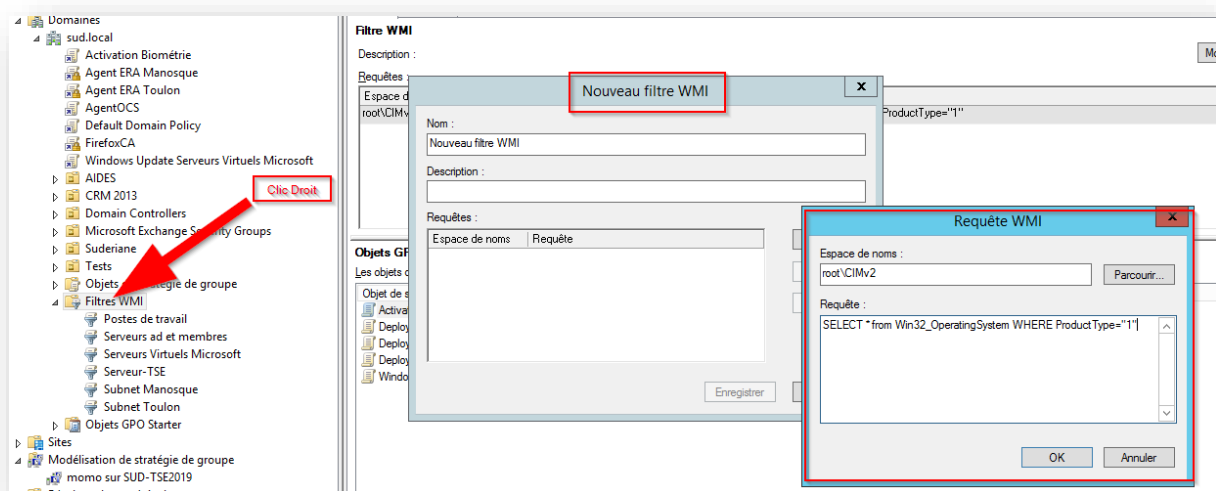 Domaines
sud.local
Activation Biométrie
Agent ERA Manosque
Agent ERA Toulon
AgentOCS
Default Domain Policy
FirefoxCA
Windows Update Serveurs Virtuels Microsoft
AIDES
CRM 2013
Domain Controllers
Microsoft Exchange Security Groups
Suderiane
Tests
Objets de stratégie de groupe
Filtres WMI
Postes de travail
Serveurs ad et membres
Serveurs Virtuels Microsoft
Serveur-TSE
Subnet Manosque
Subnet Toulon
Objets GPO Starter
Sites
Modélisation de stratégie de groupe
momo sur SUD-TSE2019
Clic Droit
Filtre WMI
Description :
Mo
Requêtes :
Espace d
root\CIMv
ProductType="1"
Objets GP
Les objets d
Objet de s
Activa
Deploy
Deploy
Deploy
Windo
Nouveau filtre WMI
x
Nom :
Nouveau filtre WMI
Description :
Requêtes :
Espace de noms Requête
Enregistrer
Requête WMI
x
Espace de noms :
root\CIMv2
Parcourir...
Requête :
SELECT * from Win32_OperatingSystem WHERE ProductType="1"
OK Annuler